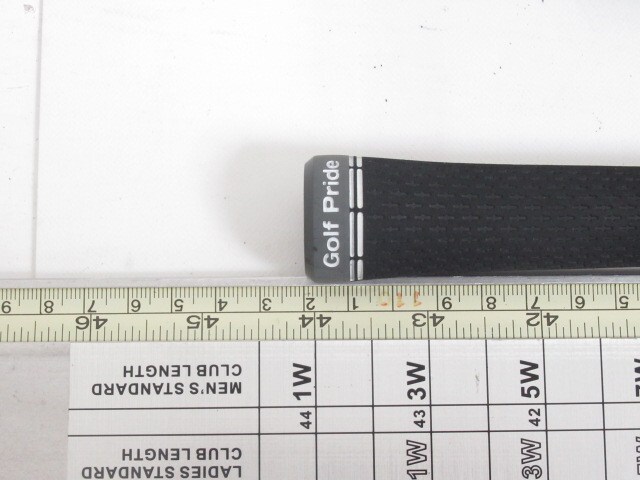 Golf Pride
9 8 7 6 5 4 3 2 1 9 8 7 6 5
46 45 44 43 42
MEN'S STANDARD
CLUB LENGTH
1W 3W 5W
44 43 42
LADIES STANDARD
CLUB LENGTH
1W 3W